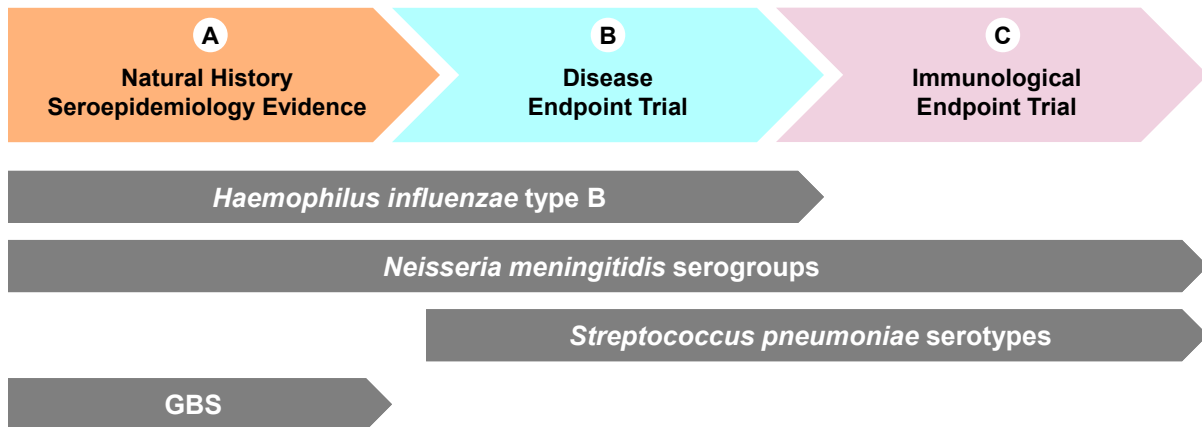 A
Natural History
Seroepidemiology Evidence
B
Disease
Endpoint Trial
C
Immunological
Endpoint Trial
Haemophilus influenzae type B
Neisseria meningitidis serogroups
Streptococcus pneumoniae serotypes
GBS